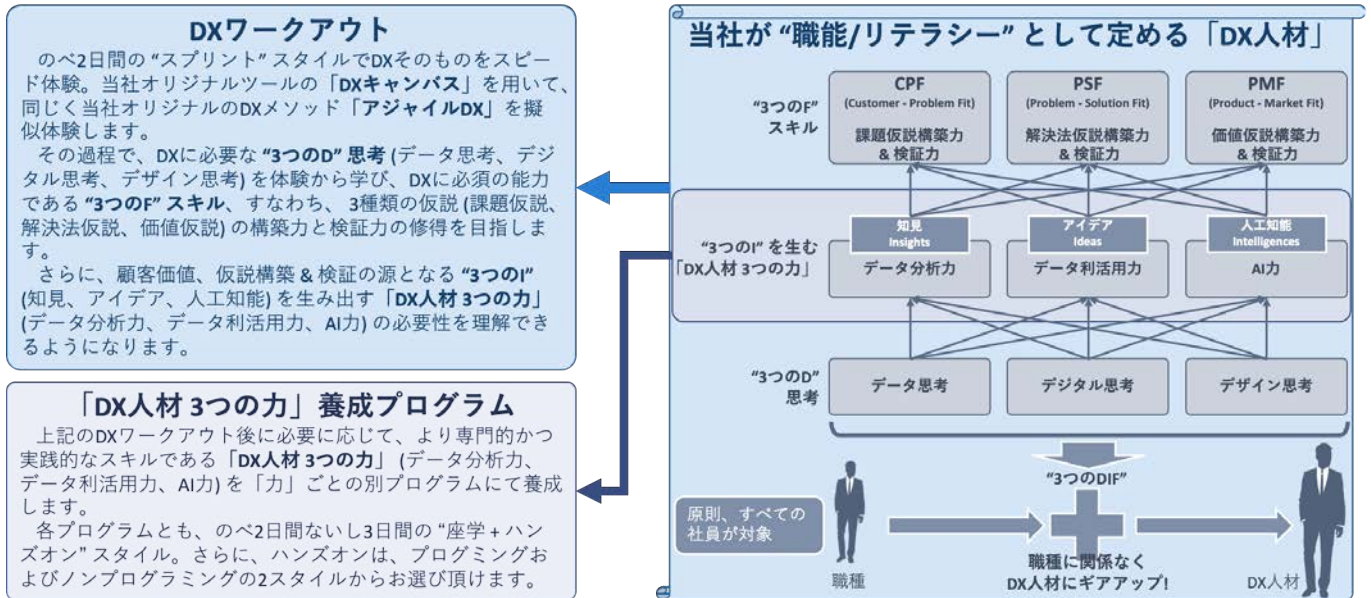 DXワークアウト
のべ2日間の “スプリント” スタイルでDXそのものをスピー
ド体験。当社オリジナルツールの「DXキャンバス」を用いて、
同じく当社オリジナルのDXメソッド「アジャイルDX」を擬
似体験します。
その過程で、DXに必要な “3つのD” 思考 (データ思考、デジ
タル思考、デザイン思考) を体験から学び、DXに必須の能力
である “3つのF” スキル、すなわち、 3種類の仮説 (課題仮説、
解決法仮説、価値仮説) の構築力と検証力の修得を目指しま
す。
さらに、顧客価値、仮説構築 & 検証の源となる “3つのI”
(知見、アイデア、人工知能) を生み出す「DX人材 3つの力」
(データ分析力、データ利活用力、AI力) の必要性を理解でき
るようになります。
「DX人材 3つの力」養成プログラム
上記のDXワークアウト後に必要に応じて、より専門的かつ
実践的なスキルである「DX人材 3つの力」 (データ分析力、
データ利活用力、AI力) を「力」ごとの別プログラムにて養成
します。
各プログラムとも、のべ2日間ないし3日間の “座学 + ハン
ズオン” スタイル。さらに、ハンズオンは、プログミングお
よびノンプログラミングの2スタイルからお選び頂けます。
当社が “職能/リテラシー” として定める「DX人材」
“3つのF”
スキル
CPF
(Customer - Problem Fit)
課題仮説構築力
& 検証力
PSF
(Problem - Solution Fit)
解決法仮説構築力
& 検証力
PMF
(Product - Market Fit)
価値仮説構築力
& 検証力
“3つのI” を生む
「DX人材 3つの力」
知見
Insights
データ分析力
アイデア
Ideas
データ利活用力
人工知能
Intelligences
AI力
“3つのD”
思考
データ思考
デジタル思考
デザイン思考
“3つのDIF”
原則、すべての
社員が対象
職種
職種に関係なく
DX人材にギアアップ!
DX人材